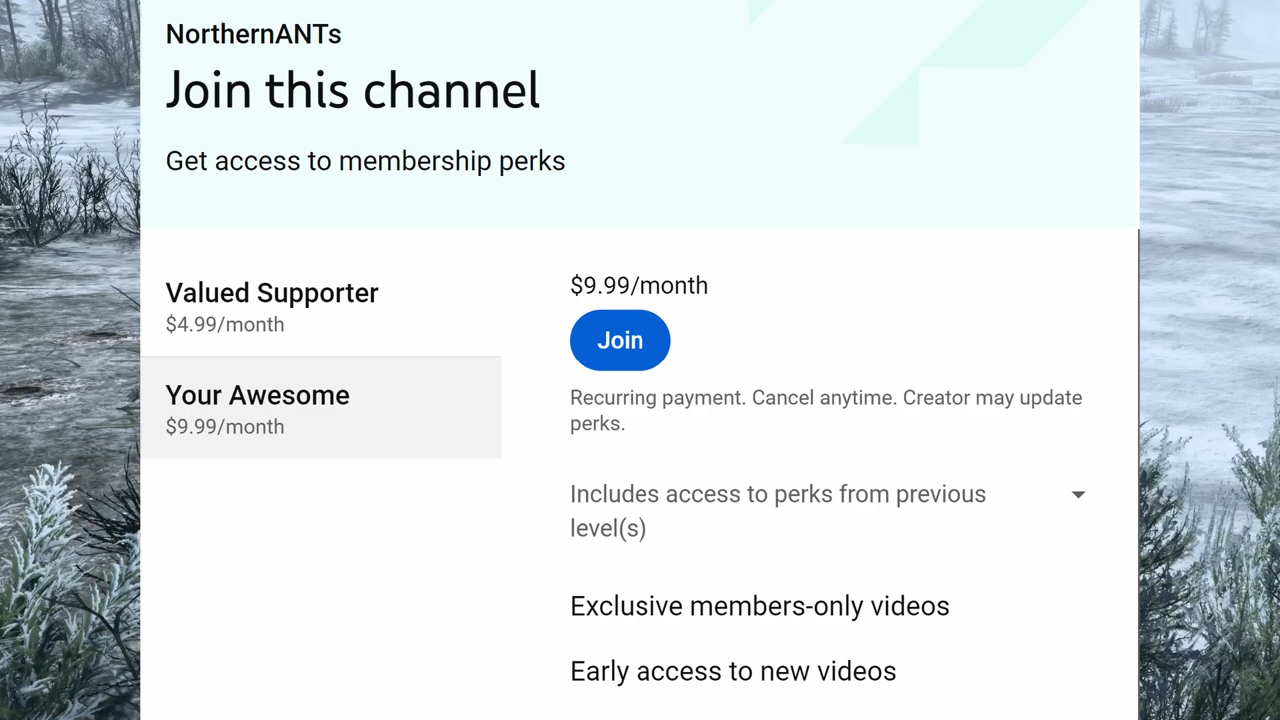 NorthernANTs
Join this channel
Get access to membership perks
Valued Supporter
$4.99/month
Your Awesome
$9.99/month
$9.99/month
Join
Recurring payment. Cancel anytime. Creator may update
perks.
Includes access to perks from previous
level(s)
Exclusive members-only videos
Early access to new videos